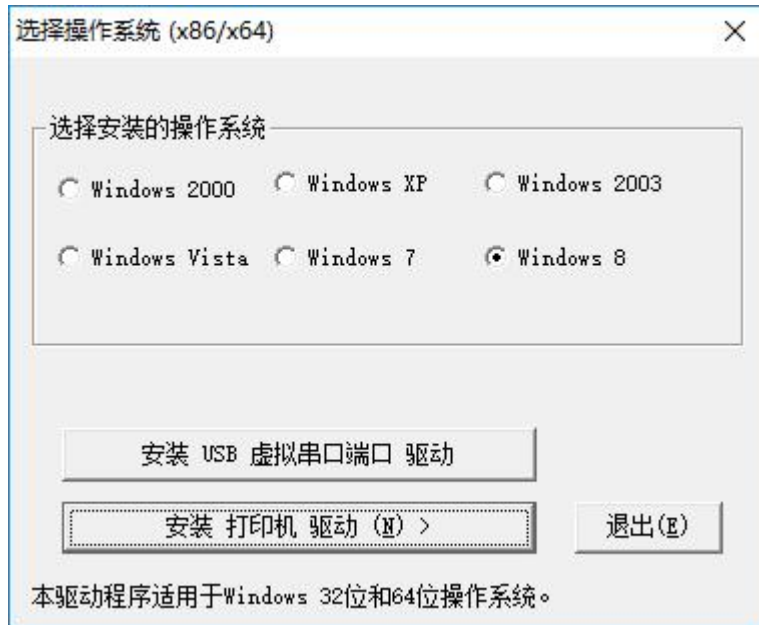 选择操作系统 (x86/x64)
选择安装的操作系统
Windows 2000 Windows XP Windows 2003
Windows Vista Windows 7 Windows 8
安装 USB 虚拟串口端口 驱动
安装 打印机 驱动 (N) > 退出(E)
本驱动程序适用于Windows 32位和64位操作系统。